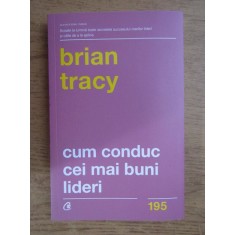 brian
tracy
cum conduc
cei mai buni
lideri
195